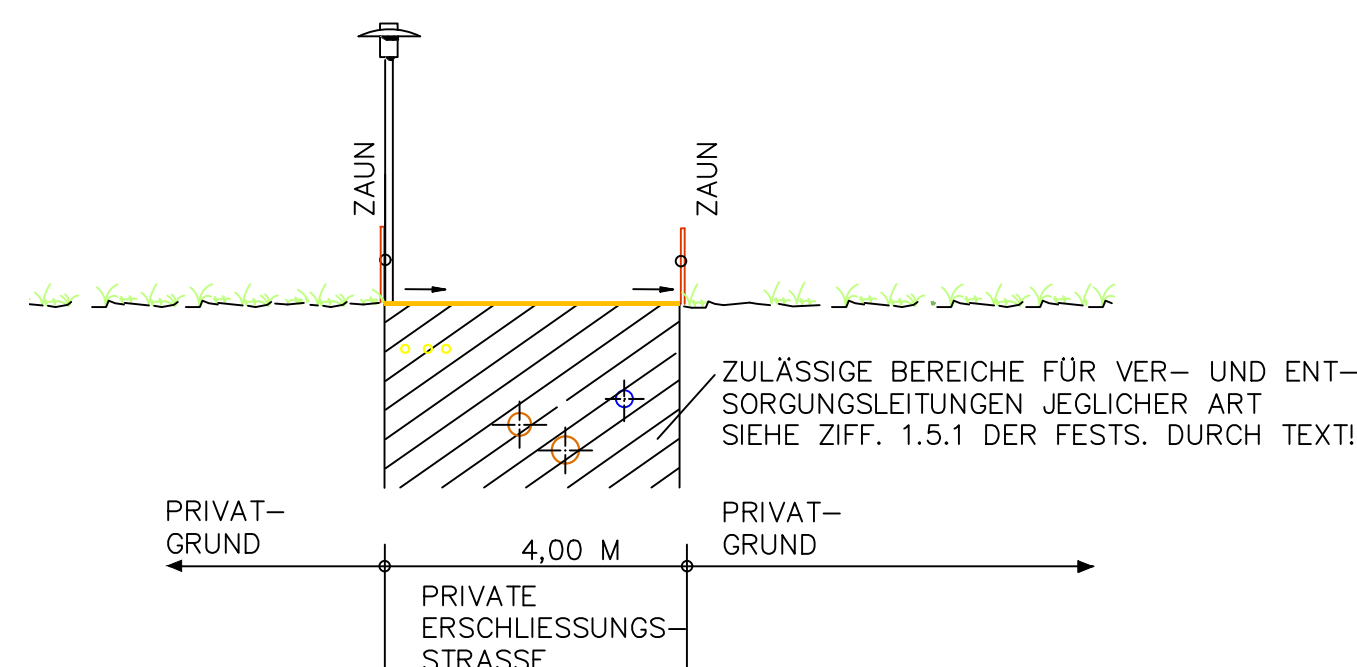 ZAUN
ZAUN
ZULÄSSIGE BEREICHE FÜR VER– UND ENT–
SORGUNGSLEITUNGEN JEGLICHER ART
SIEHE ZIFF. 1.5.1 DER FESTS. DURCH TEXT!
PRIVAT–
GRUND
PRIVAT–
GRUND
4,00 M
PRIVATE
ERSCHLIESSUNGS–
STRASSE